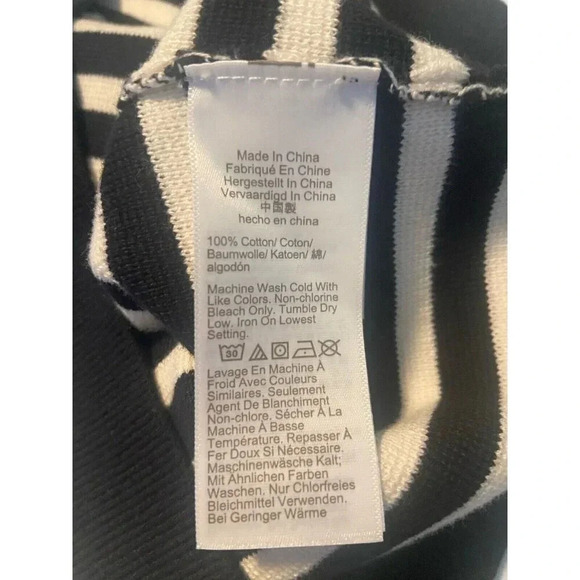 Made In China
Fabriqué En Chine
Hergestellt In China
Vervaardigd In China
中国製
hecho en china
100% Cotton/ Coton/
Baumwolle/ Katoen/ 綿/
algodón
Machine Wash Cold With
Like Colors. Non-chlorine
Bleach Only. Tumble Dry
Low. Iron On Lowest
Setting.
30
Lavage En Machine À
Froid Avec Couleurs
Similaires. Seulement
Agent De Blanchiment
Non-chlore. Sécher À La
Machine À Basse
Température. Repasser À
Fer Doux Si Nécessaire.
Maschinenwäsche Kalt;
Mit Ähnlichen Farben
Waschen. Nur Chlorfreies
Bleichmittel Verwenden.
Bei Geringer Wärme